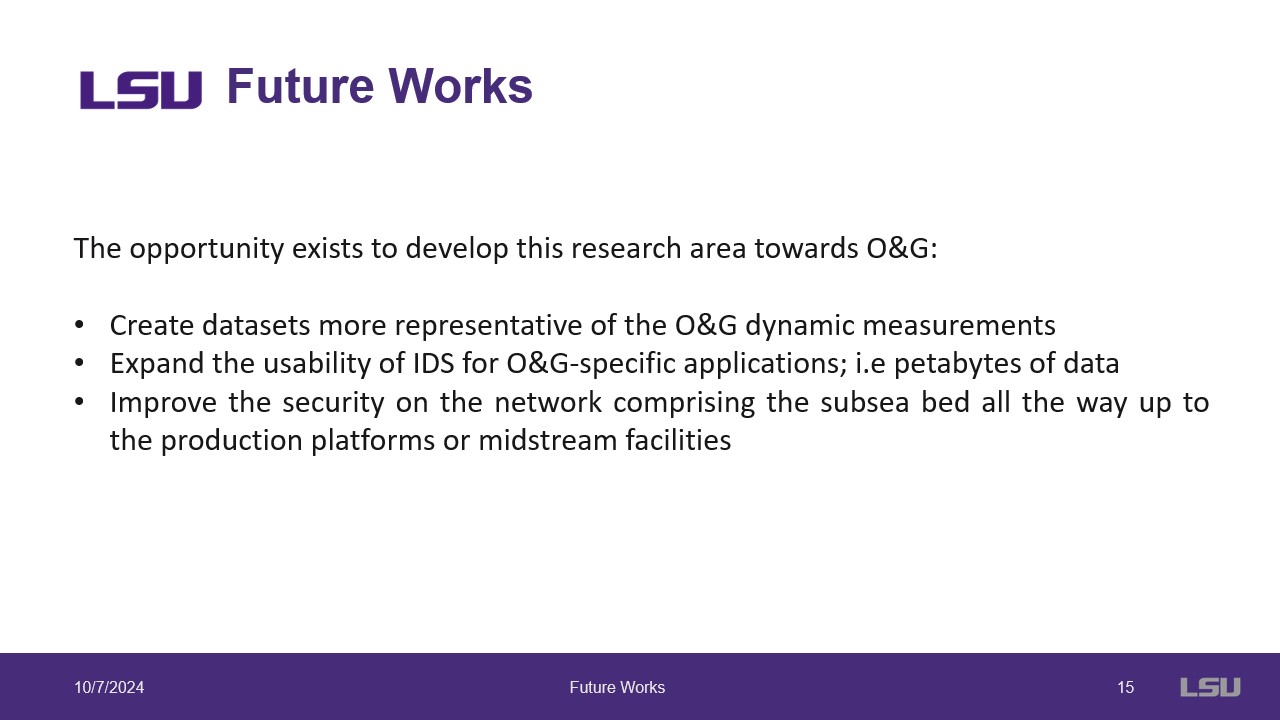 LSU Future Works
The opportunity exists to develop this research area towards O&G:
• Create datasets more representative of the O&G dynamic measurements
• Expand the usability of IDS for O&G-specific applications; i.e petabytes of data
• Improve the security on the network comprising the subsea bed all the way up to
the production platforms or midstream facilities
10/7/2024 Future Works 15 LSU